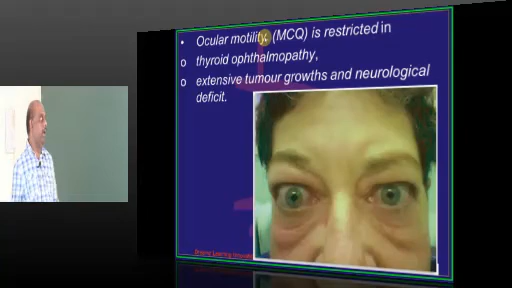 • Ocular motility, (MCQ) is restricted in
o thyroid ophthalmopathy,
o extensive tumour growths and neurological
deficit.